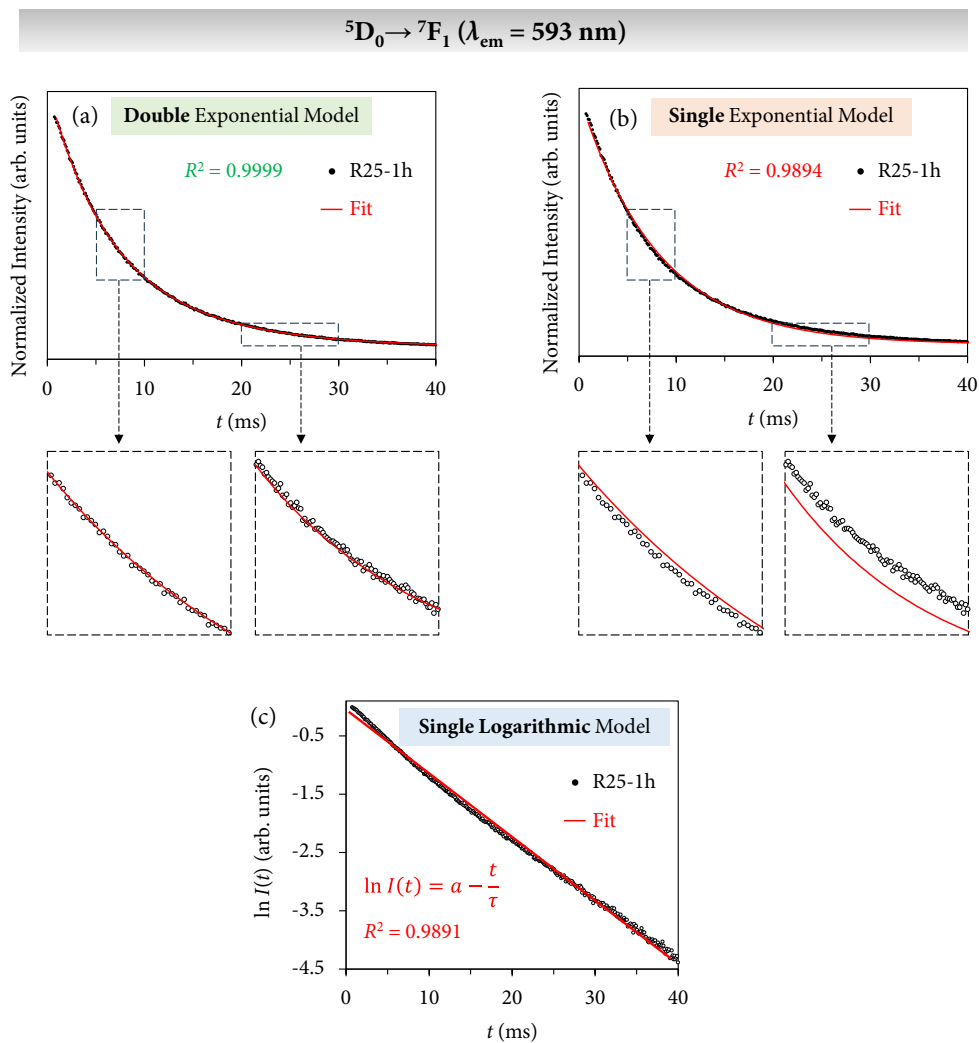 ⁵D₀→ ⁷F₁ (λem = 593 nm)
(a)
Double Exponential Model
R² = 0.9999
R25-1h
Fit
Normalized Intensity (arb. units)
0 10 20 30 40
t (ms)
(b)
Single Exponential Model
R² = 0.9894
R25-1h
Fit
Normalized Intensity (arb. units)
0 10 20 30 40
t (ms)
(c)
Single Logarithmic Model
R25-1h
Fit
ln I(t) = a − t/τ
R² = 0.9891
ln I(t) (arb. units)
-0.5
-1.5
-2.5
-3.5
-4.5
0 10 20 30 40
t (ms)